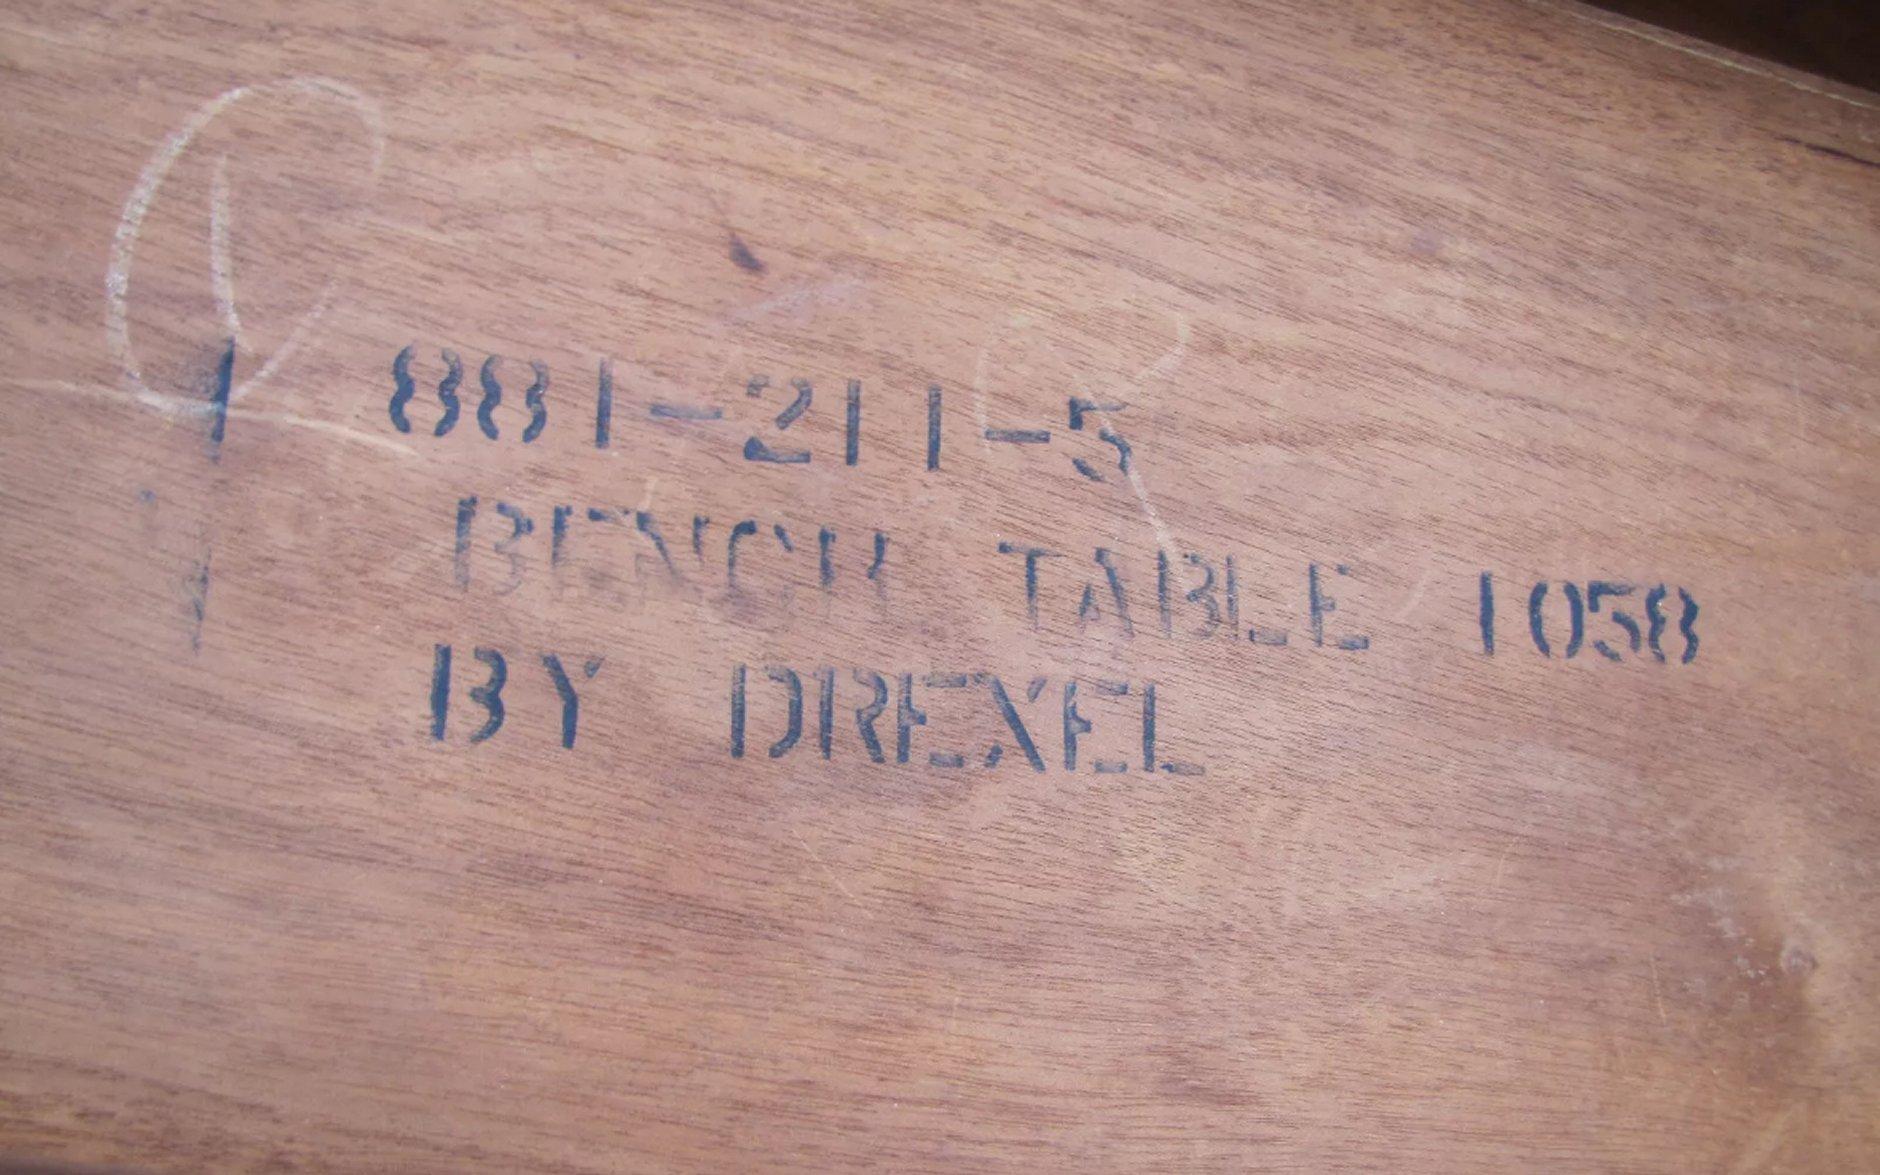 881-211-5
BENCH TABLE 1058
BY DREXEL